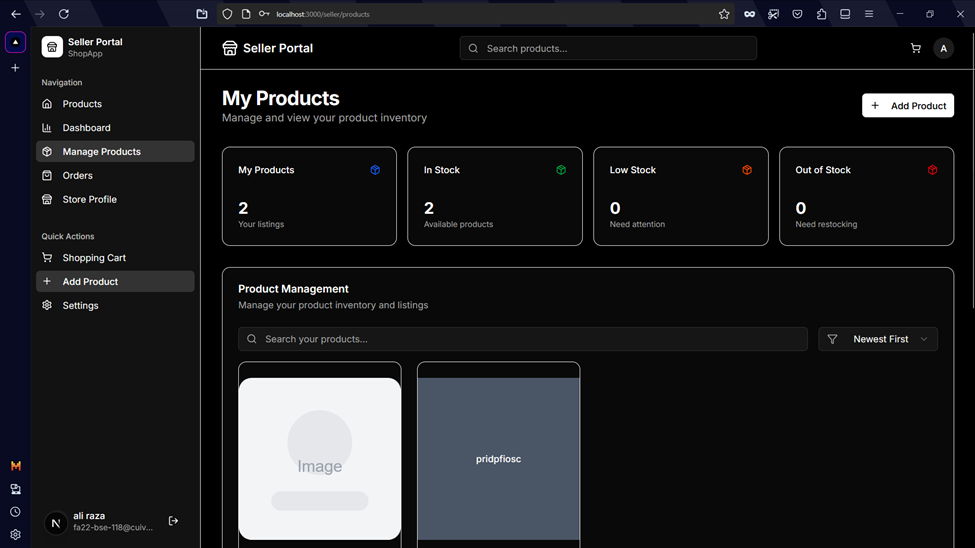 localhost:3000/seller/products
Seller Portal
ShopApp
Navigation
Products
Dashboard
Manage Products
Orders
Store Profile
Quick Actions
Shopping Cart
Add Product
Settings
N
ali raza
fa22-bse-118@cuiv...
Seller Portal
Search products...
A
My Products
Manage and view your product inventory
Add Product
My Products
2
Your listings
In Stock
2
Available products
Low Stock
0
Need attention
Out of Stock
0
Need restocking
Product Management
Manage your product inventory and listings
Search your products...
Newest First
Image
pridpfiosc